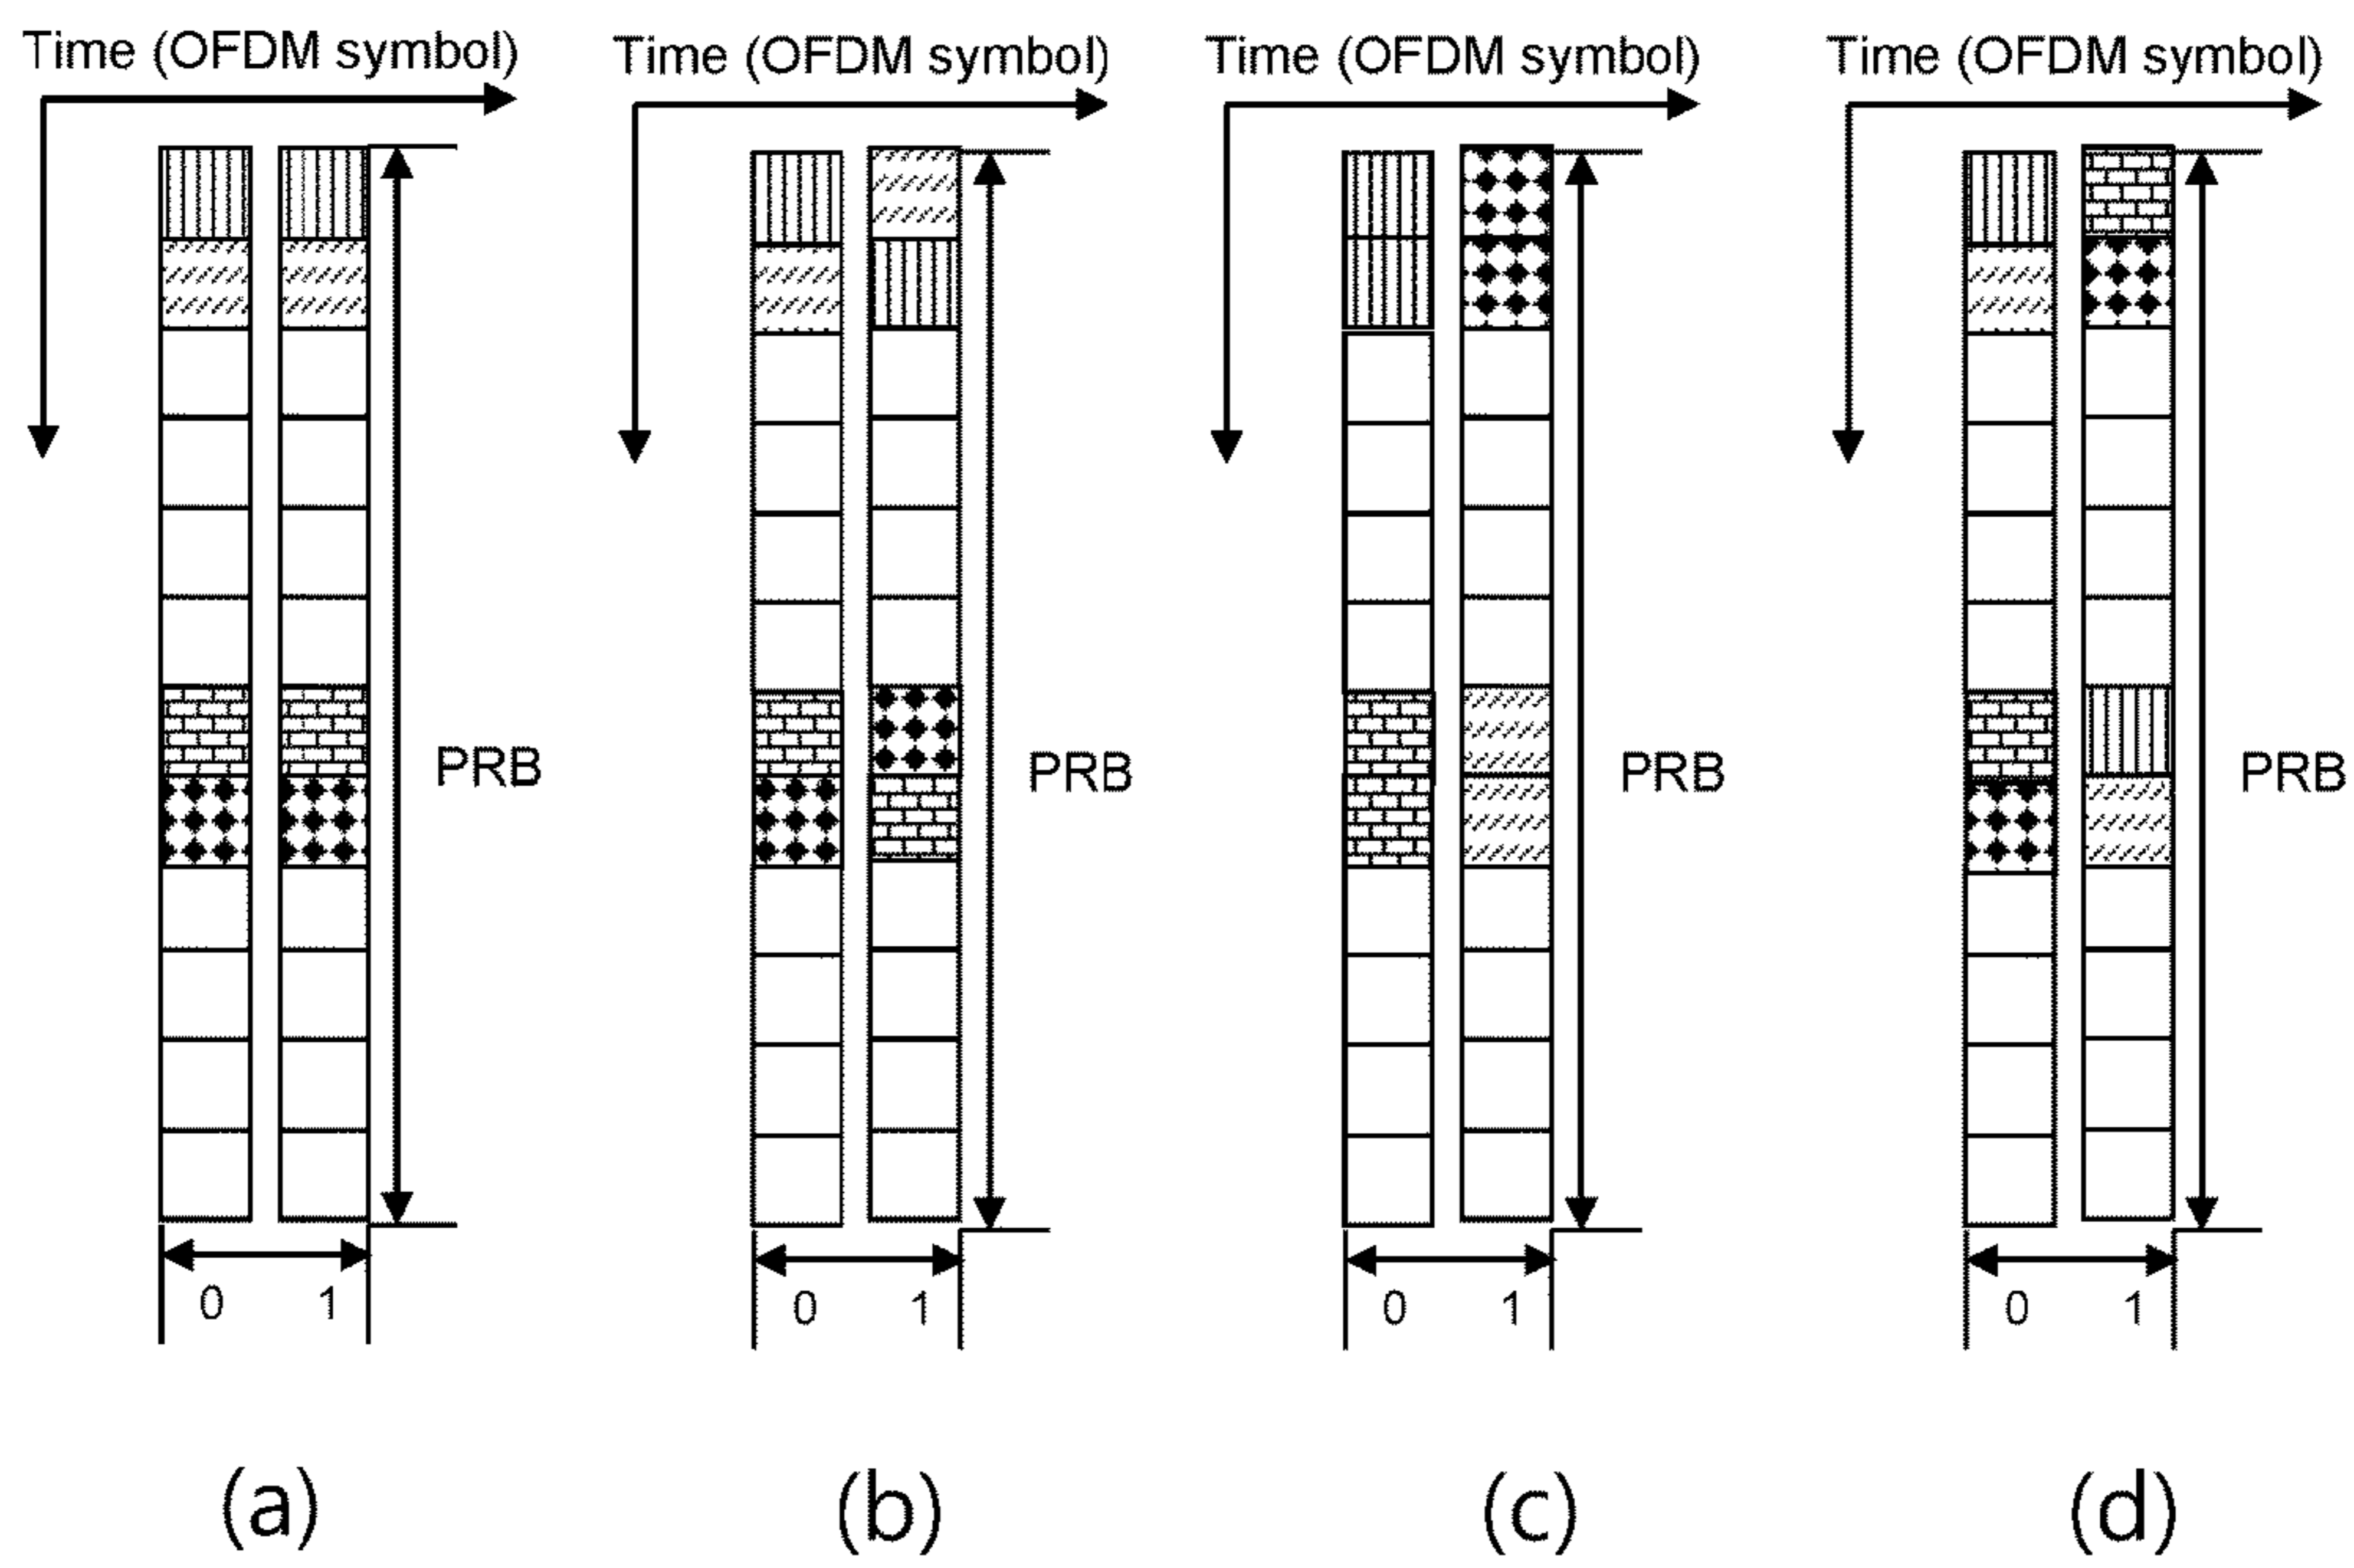 Time (OFDM symbol) Time (OFDM symbol) Time (OFDM symbol) Time (OFDM symbol)
PRB PRB PRB PRB
0 1 0 1 0 1 0 1
(a) (b) (c) (d)